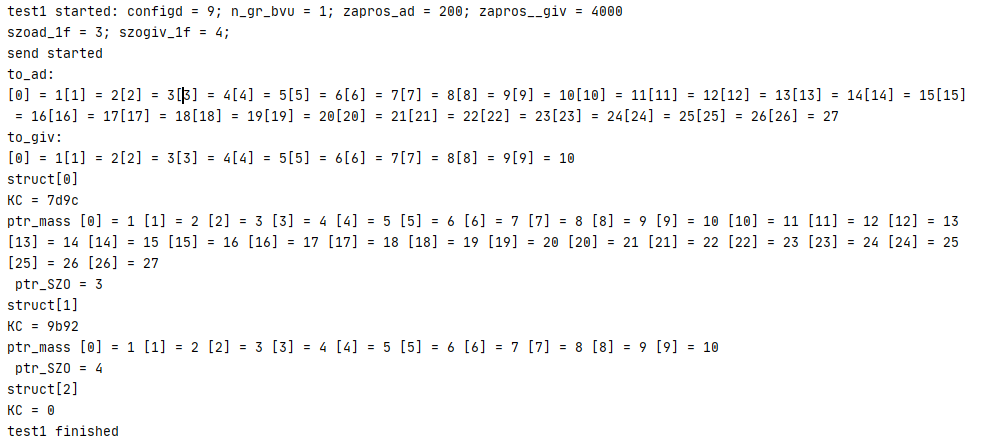 test1 started: configd = 9; n_gr_bvu = 1; zapros_ad = 200; zapros__giv = 4000
szoad_1f = 3; szogiv_1f = 4;
send started
to_ad:
[0] = 1[1] = 2[2] = 3[3] = 4[4] = 5[5] = 6[6] = 7[7] = 8[8] = 9[9] = 10[10] = 11[11] = 12[12] = 13[13] = 14[14] = 15[15]
= 16[16] = 17[17] = 18[18] = 19[19] = 20[20] = 21[21] = 22[22] = 23[23] = 24[24] = 25[25] = 26[26] = 27
to_giv:
[0] = 1[1] = 2[2] = 3[3] = 4[4] = 5[5] = 6[6] = 7[7] = 8[8] = 9[9] = 10
struct[0]
KC = 7d9c
ptr_mass [0] = 1 [1] = 2 [2] = 3 [3] = 4 [4] = 5 [5] = 6 [6] = 7 [7] = 8 [8] = 9 [9] = 10 [10] = 11 [11] = 12 [12] = 13
[13] = 14 [14] = 15 [15] = 16 [16] = 17 [17] = 18 [18] = 19 [19] = 20 [20] = 21 [21] = 22 [22] = 23 [23] = 24 [24] = 25
[25] = 26 [26] = 27
ptr_SZO = 3
struct[1]
KC = 9b92
ptr_mass [0] = 1 [1] = 2 [2] = 3 [3] = 4 [4] = 5 [5] = 6 [6] = 7 [7] = 8 [8] = 9 [9] = 10
ptr_SZO = 4
struct[2]
KC = 0
test1 finished